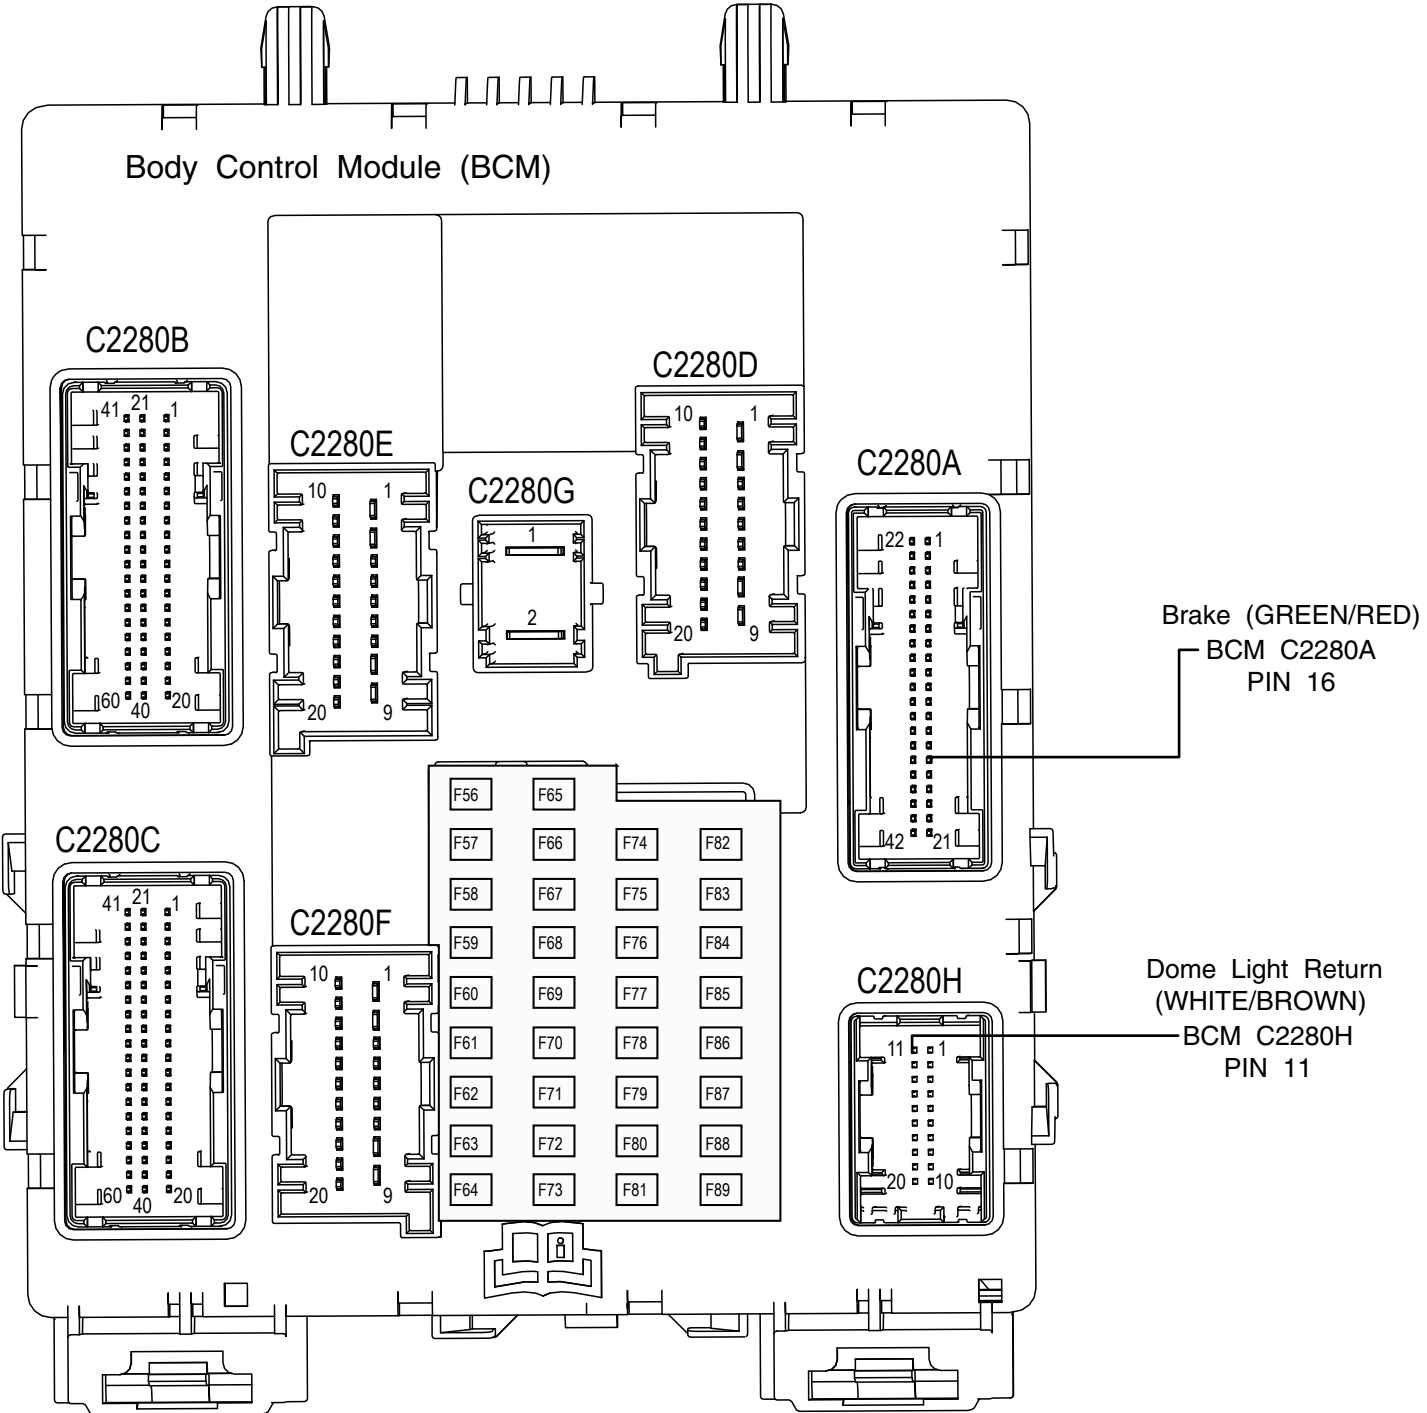 Body Control Module (BCM)
C2280B
41 21 1
60 40 20
C2280E
10 1
20 9
C2280G
1
2
C2280D
10 1
20 9
C2280A
22 1
42 21
Brake (GREEN/RED)
BCM C2280A
PIN 16
C2280C
41 21 1
60 40 20
C2280F
10 1
20 9
F56 F65
F57 F66 F74 F82
F58 F67 F75 F83
F59 F68 F76 F84
F60 F69 F77 F85
F61 F70 F78 F86
F62 F71 F79 F87
F63 F72 F80 F88
F64 F73 F81 F89
i
C2280H
11 1
20 10
Dome Light Return
(WHITE/BROWN)
BCM C2280H
PIN 11